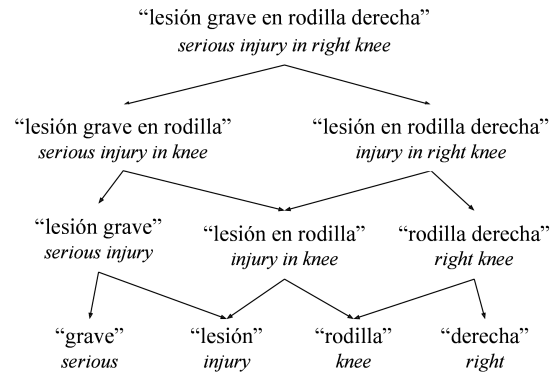 “lesión grave en rodilla derecha”
serious injury in right knee
“lesión grave en rodilla”
serious injury in knee
“lesión en rodilla derecha”
injury in right knee
“lesión grave”
serious injury
“lesión en rodilla”
injury in knee
“rodilla derecha”
right knee
“grave”
serious
“lesión”
injury
“rodilla”
knee
“derecha”
right